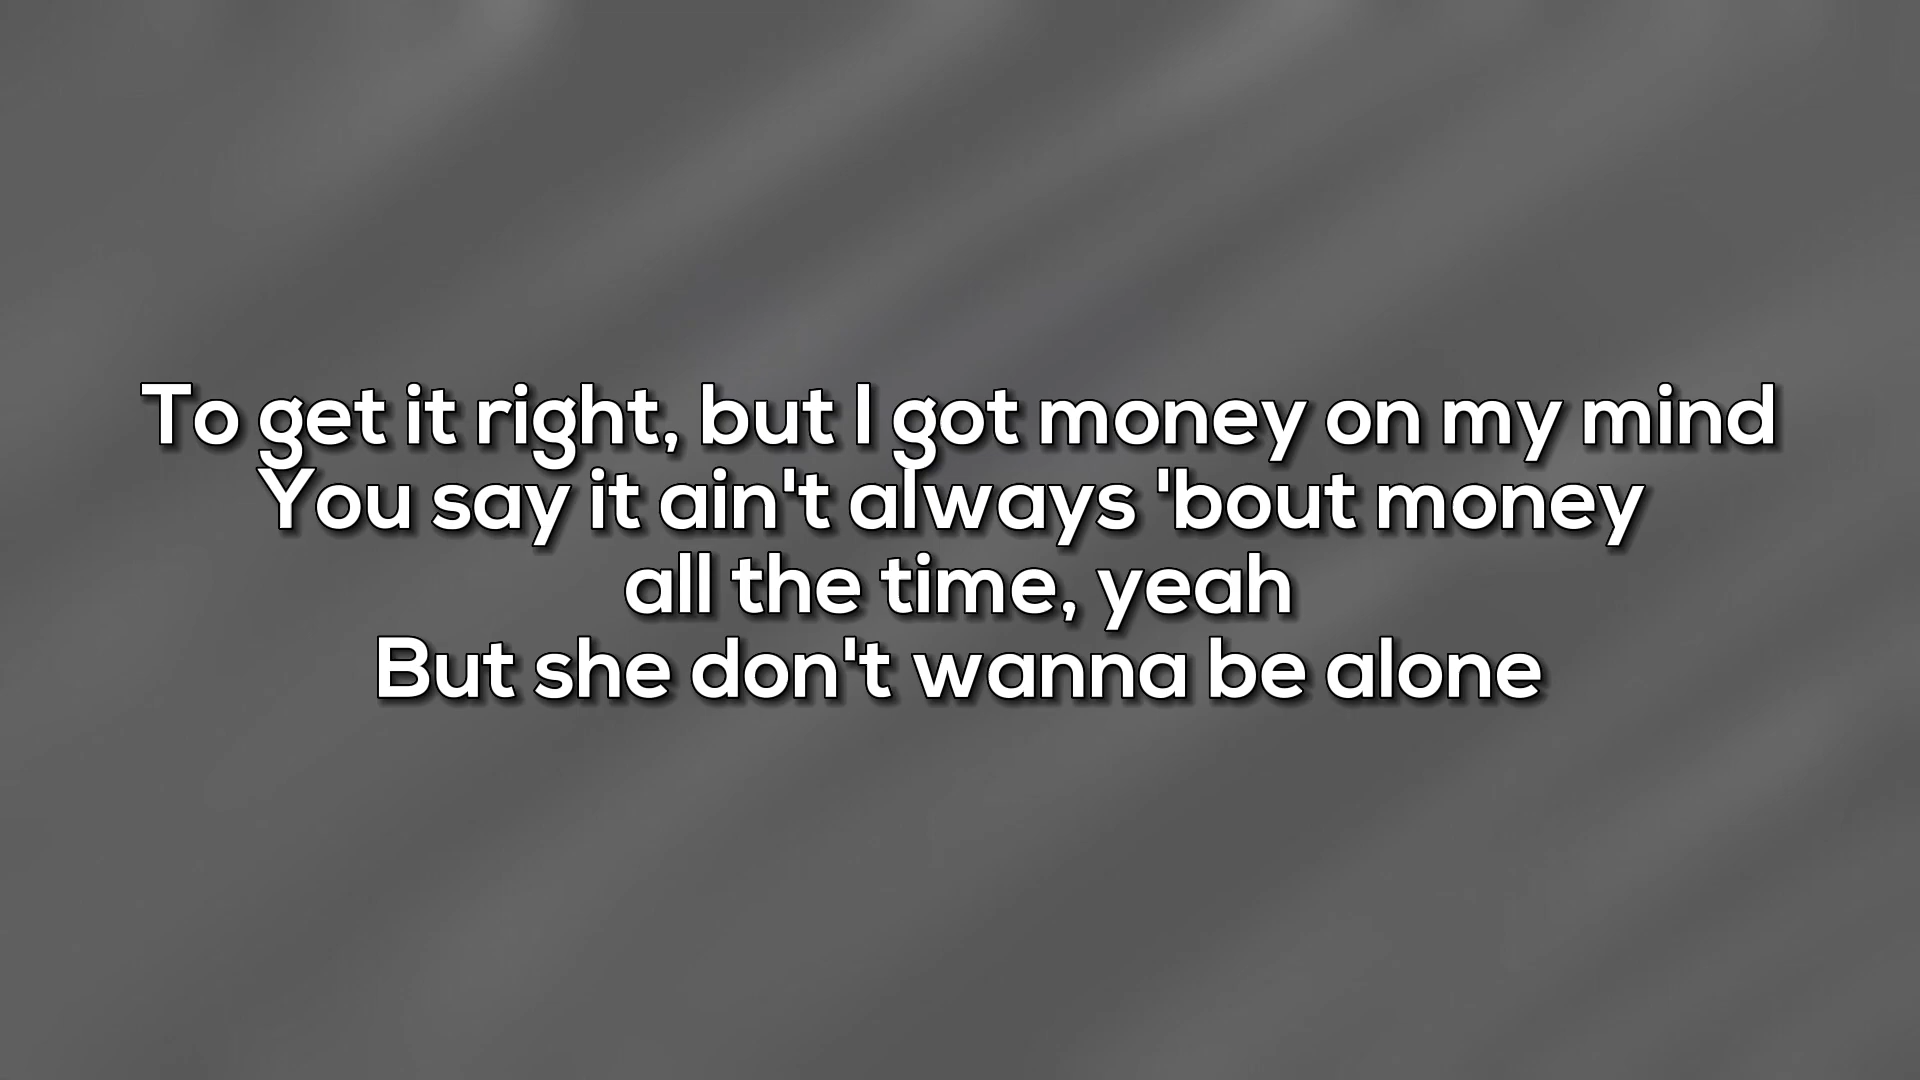 To get it right, but I got money on my mind
You say it ain't always 'bout money
all the time, yeah
But she don't wanna be alone